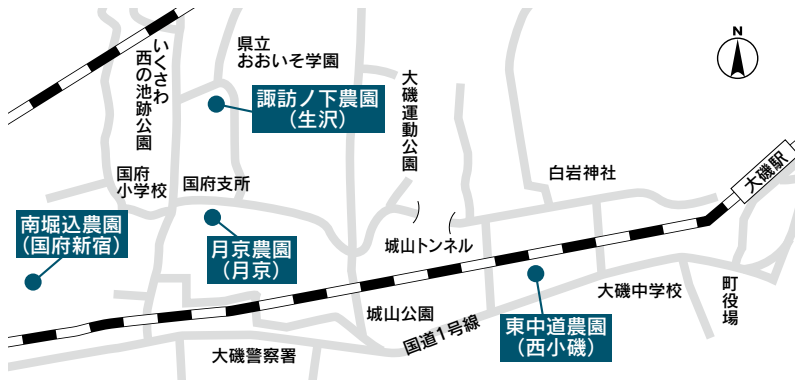 N
県立
おおいそ学園
いくさわ
西の池跡公園
大磯運動公園
諏訪ノ下農園
（生沢）
国府
小学校
国府支所
白岩神社
大磯駅
南堀込農園
（国府新宿）
月京農園
（月京）
城山トンネル
大磯中学校
町役場
城山公園
国道1号線
東中道農園
（西小磯）
大磯警察署